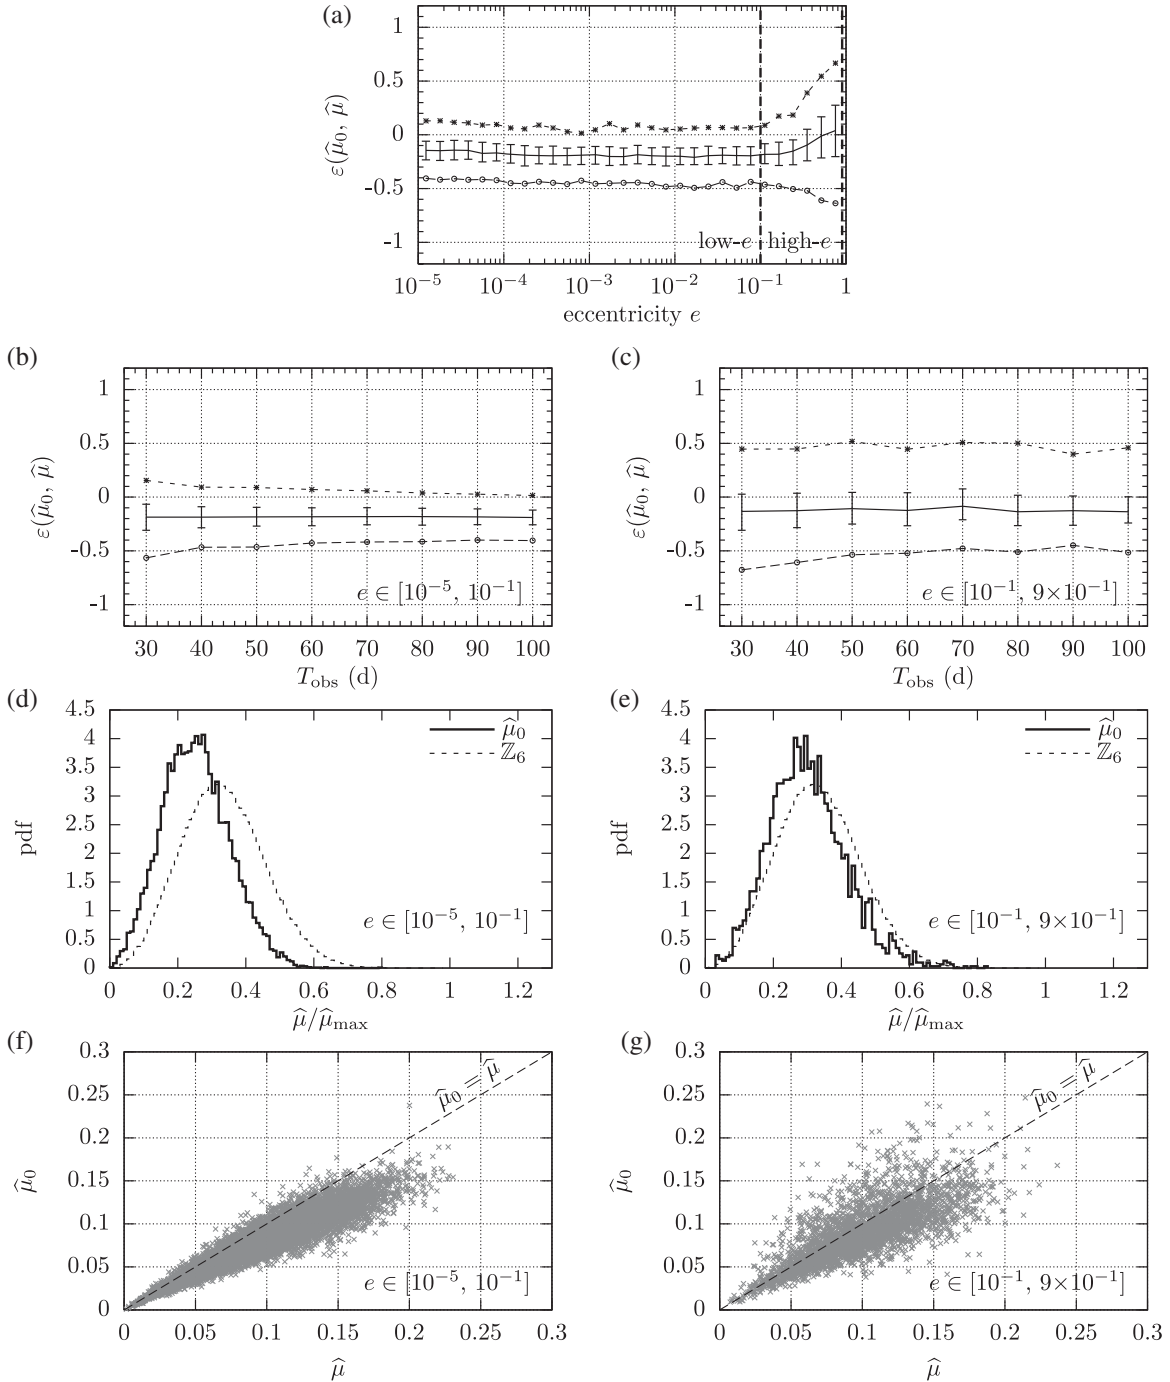 (a)
1
0.5
0
-0.5
-1
ε(μ̂₀, μ̂)
low-e high-e
10⁻⁵ 10⁻⁴ 10⁻³ 10⁻² 10⁻¹ 1
eccentricity e
(b)
1
0.5
0
-0.5
-1
ε(μ̂₀, μ̂)
e ∈ [10⁻⁵, 10⁻¹]
30 40 50 60 70 80 90 100
T_obs (d)
(c)
1
0.5
0
-0.5
-1
ε(μ̂₀, μ̂)
e ∈ [10⁻¹, 9×10⁻¹]
30 40 50 60 70 80 90 100
T_obs (d)
(d)
4.5
4
3.5
3
2.5
2
1.5
1
0.5
0
pdf
μ̂₀
ℤ₆
e ∈ [10⁻⁵, 10⁻¹]
0 0.2 0.4 0.6 0.8 1 1.2
μ̂/μ̂_max
(e)
4.5
4
3.5
3
2.5
2
1.5
1
0.5
0
pdf
μ̂₀
ℤ₆
e ∈ [10⁻¹, 9×10⁻¹]
0 0.2 0.4 0.6 0.8 1 1.2
μ̂/μ̂_max
(f)
0.3
0.25
0.2
0.15
0.1
0.05
0
μ̂₀
μ̂₀ = μ̂
e ∈ [10⁻⁵, 10⁻¹]
0 0.05 0.1 0.15 0.2 0.25 0.3
μ̂
(g)
0.3
0.25
0.2
0.15
0.1
0.05
0
μ̂₀
μ̂₀ = μ̂
e ∈ [10⁻¹, 9×10⁻¹]
0 0.05 0.1 0.15 0.2 0.25 0.3
μ̂